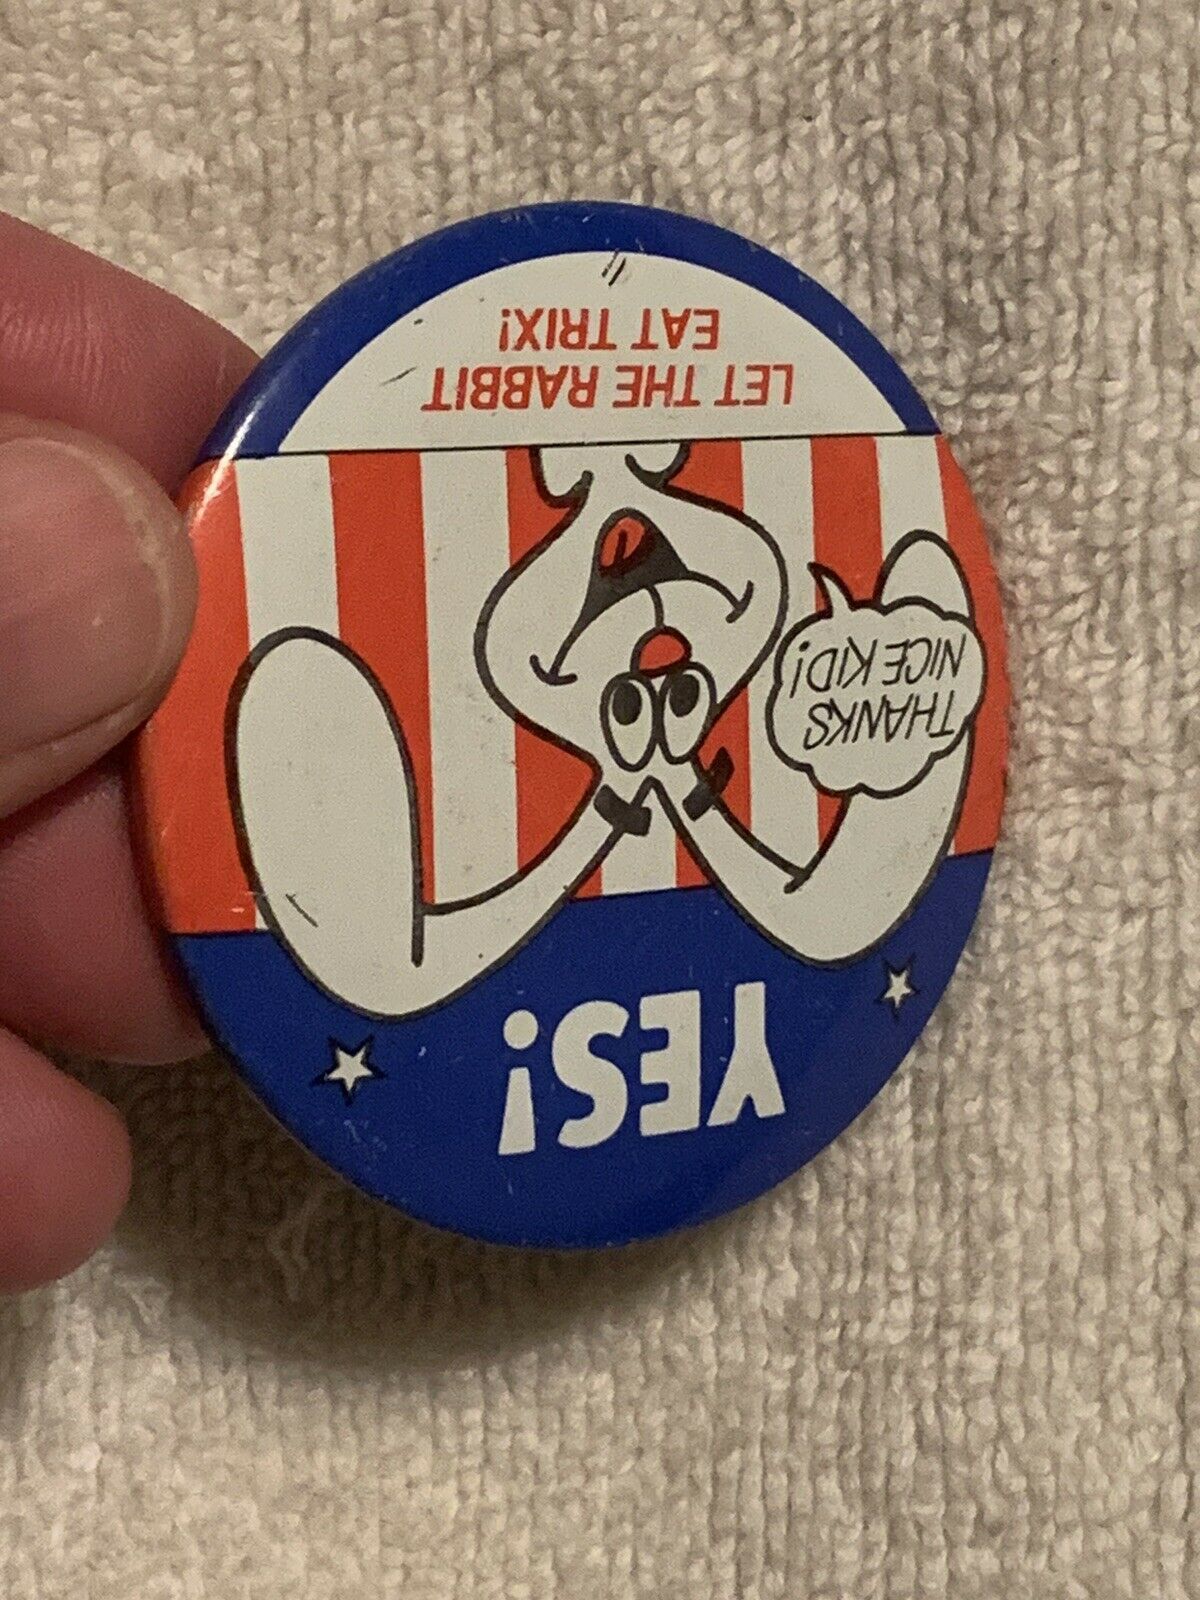 YES!
THANKS
NICE KID!
LET THE RABBIT
EAT TRIX!